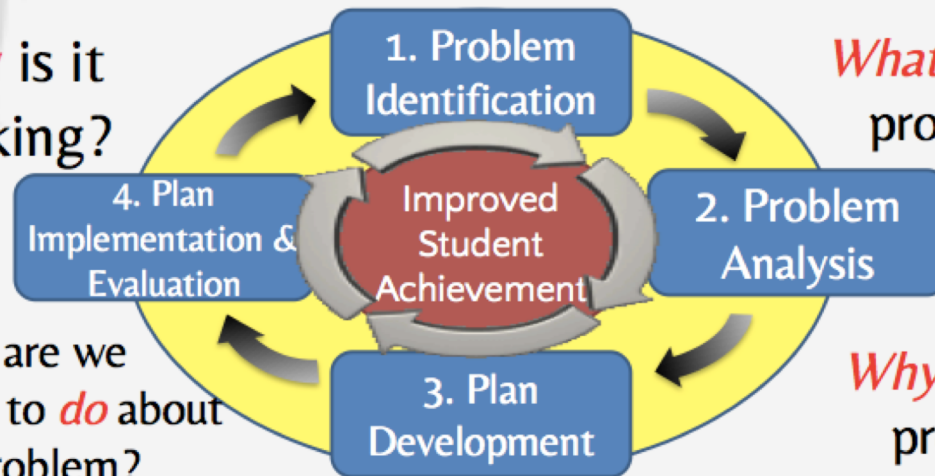 1. Problem
Identification
is it
What
pro
king?
4. Plan
Implementation &
Evaluation
Improved
Student
Achievement
2. Problem
Analysis
are we
to do about
oblem?
3. Plan
Development
Why
pr